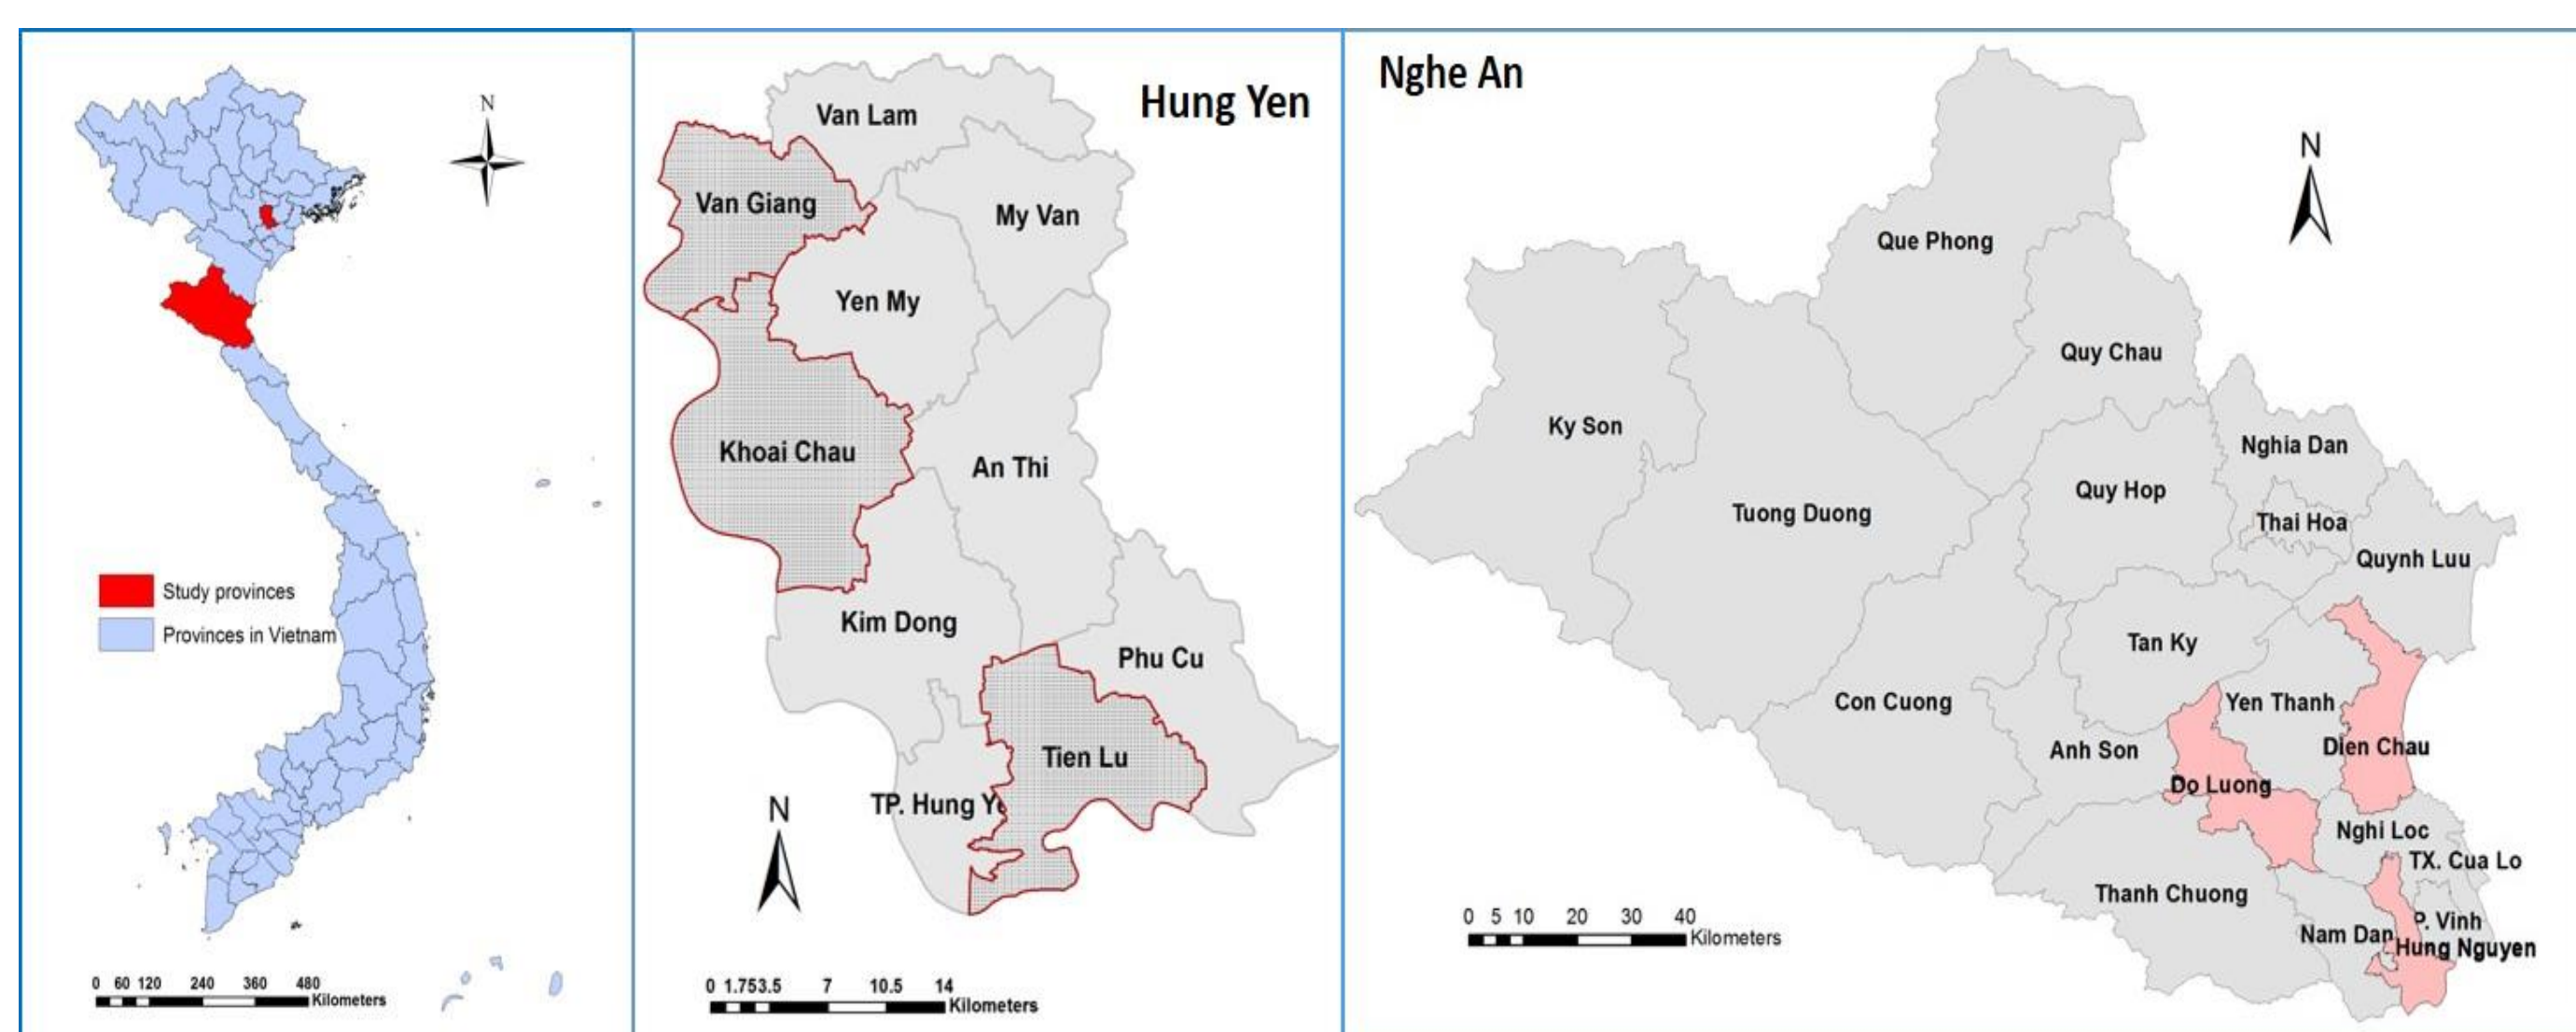 N
Study provinces
Provinces in Vietnam
0 60 120 240 360 480
Kilometers
Hung Yen
Van Lam
Van Giang
My Van
Yen My
Khoai Chau
An Thi
Kim Dong
Phu Cu
Tien Lu
TP. Hung Ye
N
0 1.753.5 7 10.5 14
Kilometers
Nghe An
N
Que Phong
Quy Chau
Ky Son
Nghia Dan
Quy Hop
Tuong Duong
Thai Hoa
Quynh Luu
Tan Ky
Con Cuong
Yen Thanh
Anh Son
Dien Chau
Do Luong
Nghi Loc
TX. Cua Lo
Thanh Chuong
P. Vinh
Nam Dan
Hung Nguyen
0 5 10 20 30 40
Kilometers